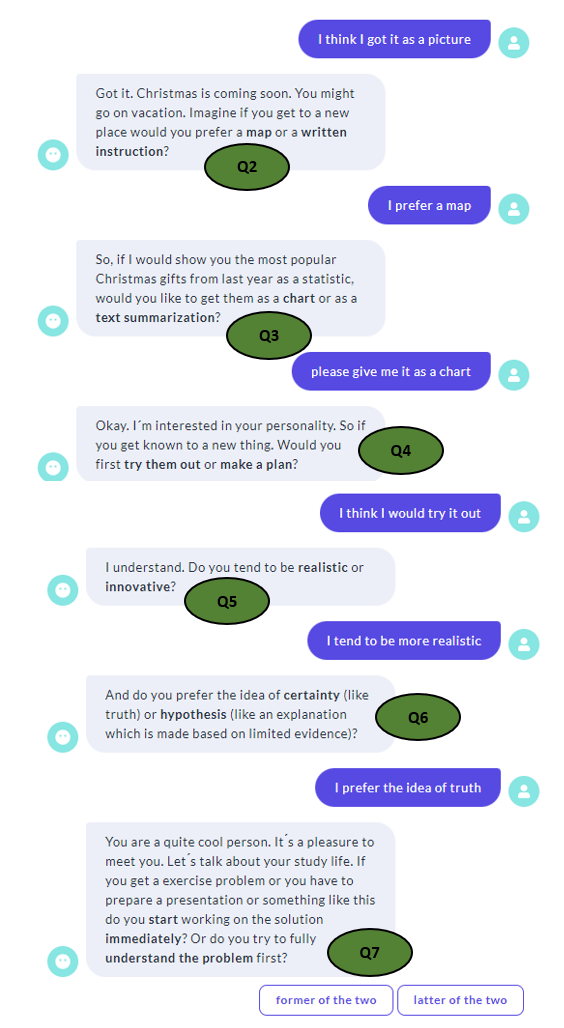 I think I got it as a picture
Got it. Christmas is coming soon. You might
go on vacation. Imagine if you get to a new
place would you prefer a map or a written
instruction?
Q2
I prefer a map
So, if I would show you the most popular
Christmas gifts from last year as a statistic,
would you like to get them as a chart or as a
text summarization?
Q3
please give me it as a chart
Okay. I´m interested in your personality. So if
you get known to a new thing. Would you
first try them out or make a plan?
Q4
I think I would try it out
I understand. Do you tend to be realistic or
innovative?
Q5
I tend to be more realistic
And do you prefer the idea of certainty (like
truth) or hypothesis (like an explanation
which is made based on limited evidence)?
Q6
I prefer the idea of truth
You are a quite cool person. It´s a pleasure to
meet you. Let´s talk about your study life. If
you get a exercise problem or you have to
prepare a presentation or something like this
do you start working on the solution
immediately? Or do you try to fully
understand the problem first?
Q7
former of the two
latter of the two